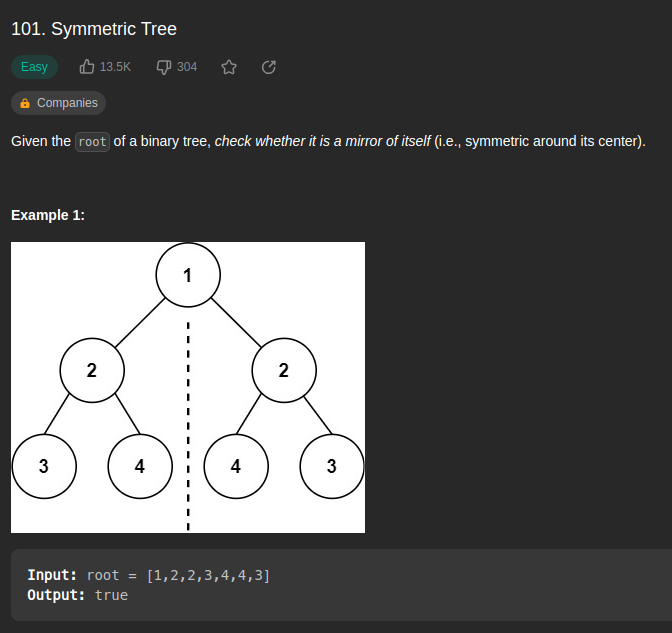 101. Symmetric Tree
Easy 13.5K 304
Companies
Given the root of a binary tree, check whether it is a mirror of itself (i.e., symmetric around its center).
Example 1:
1
2 2
3 4 4 3
Input: root = [1,2,2,3,4,4,3]
Output: true